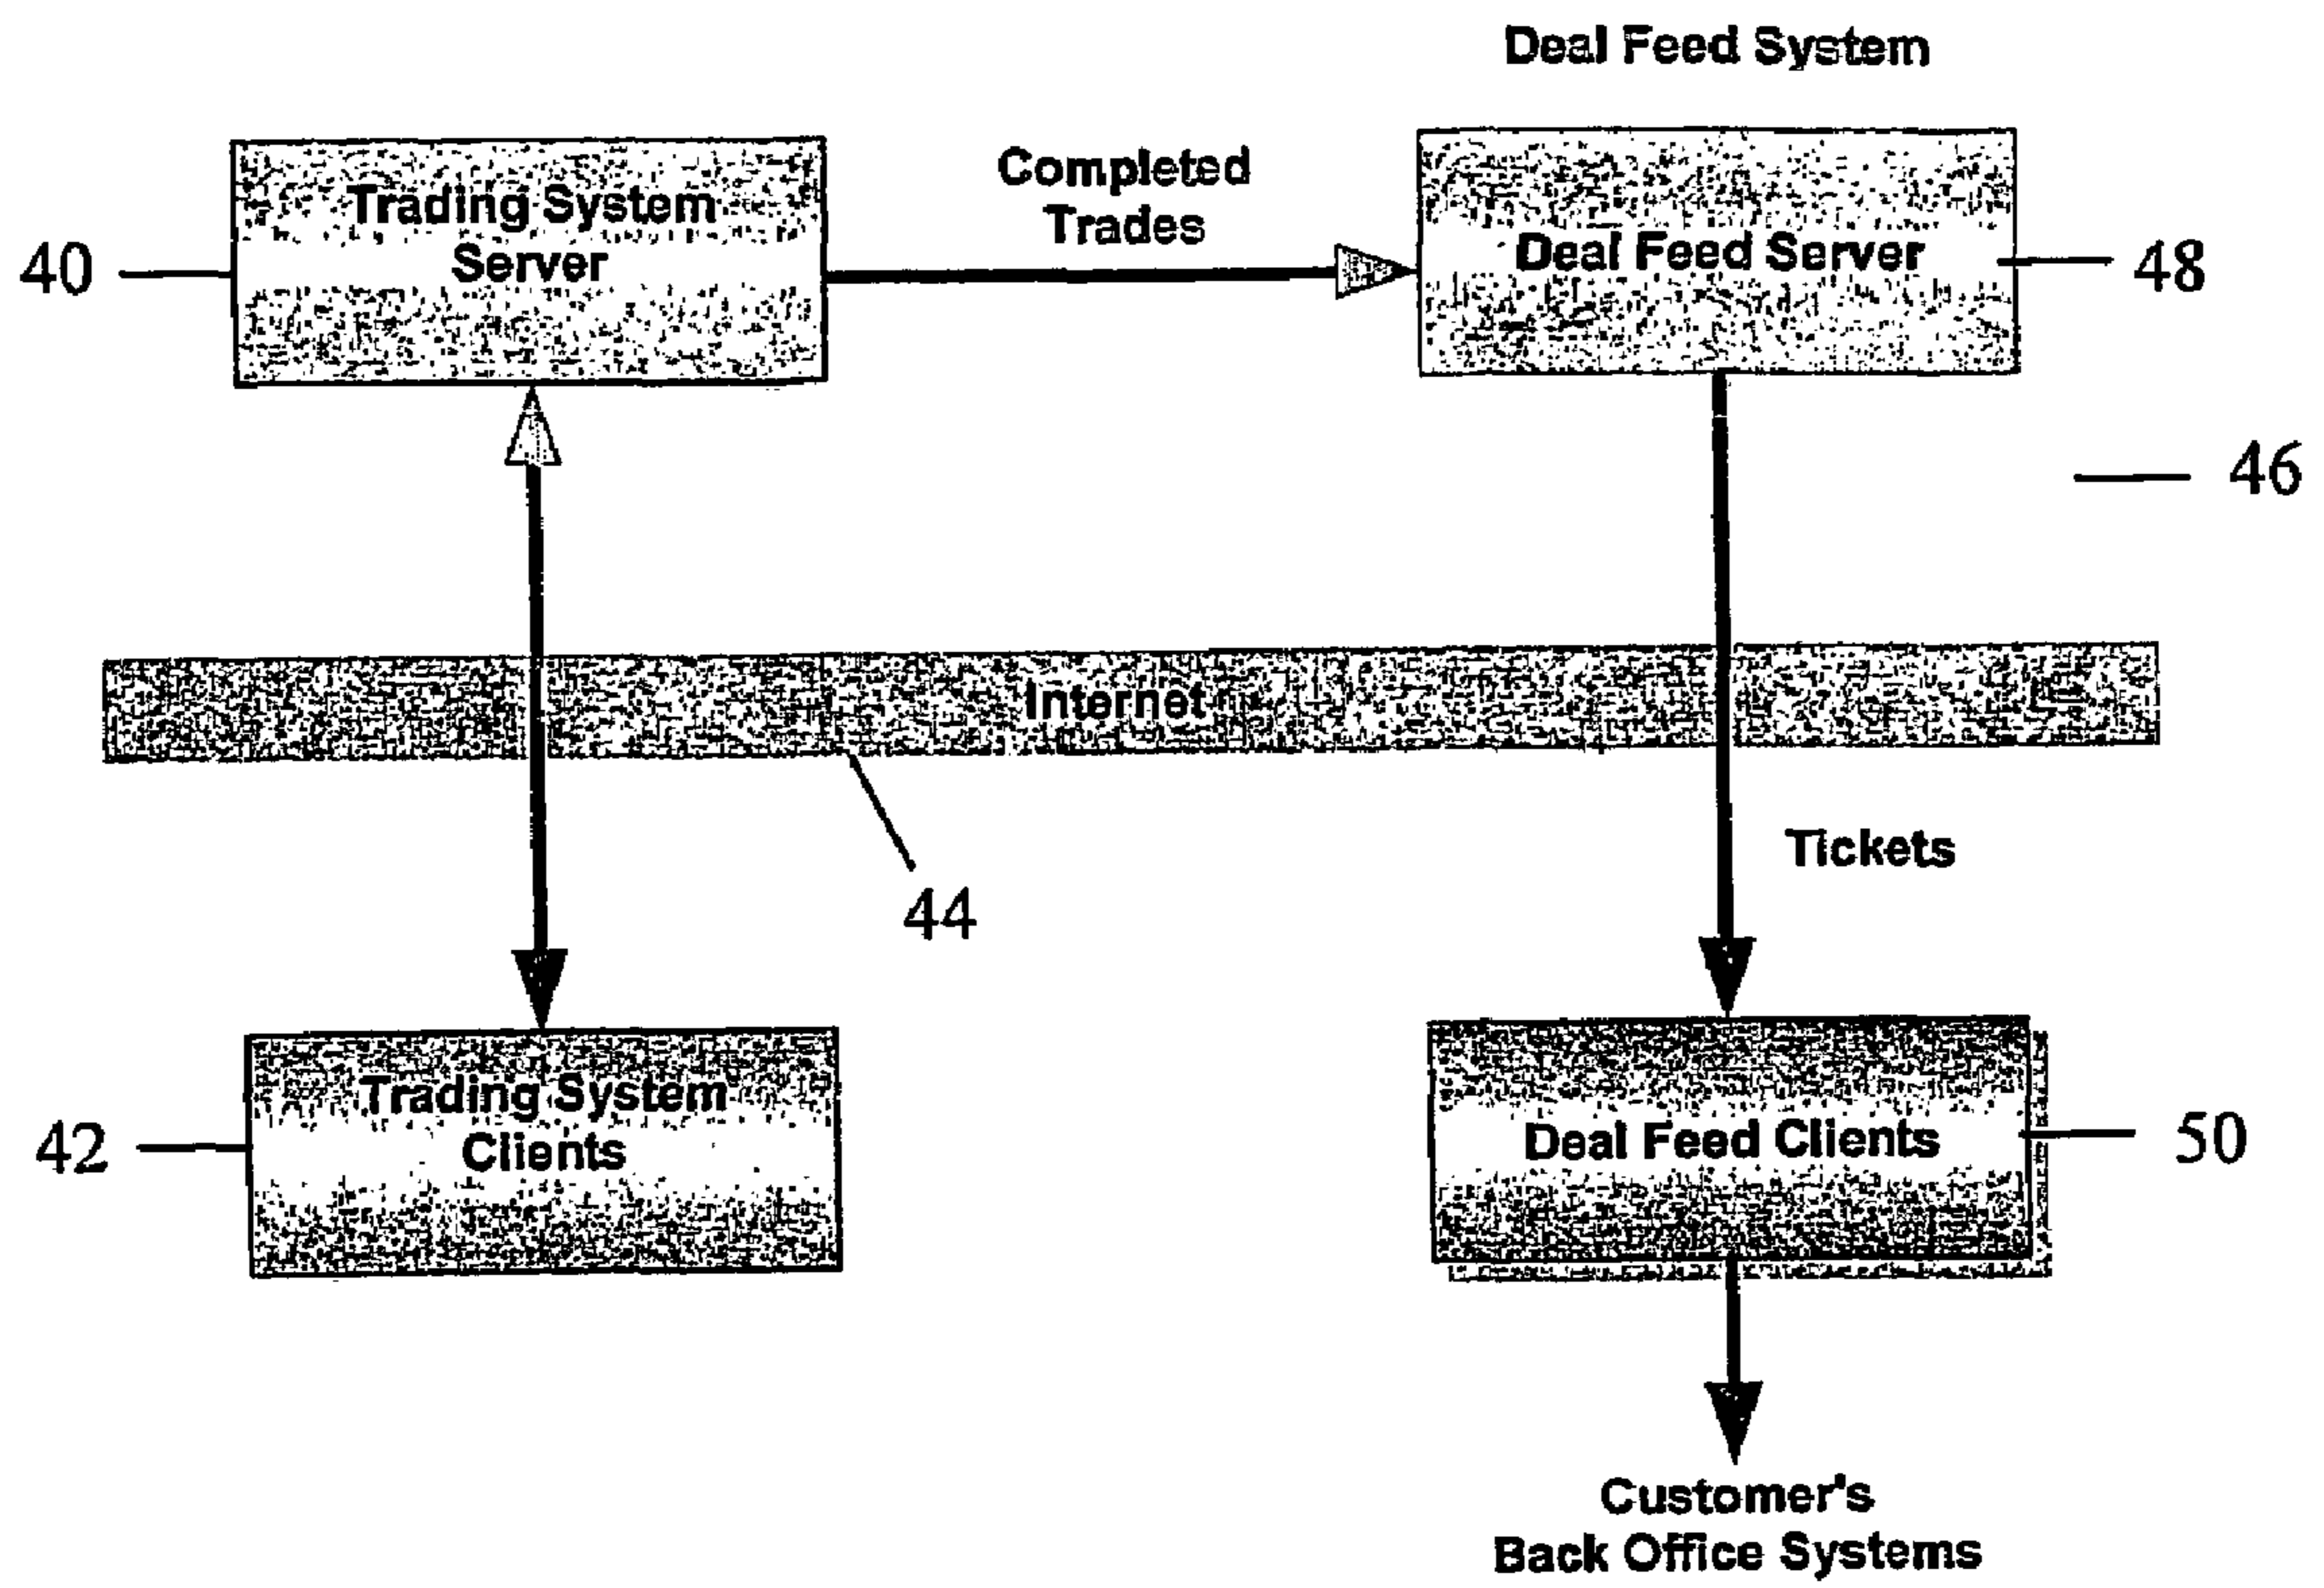 Deal Feed System
Trading System
Server
Completed
Trades
Deal Feed Server
40
48
46
Internet
44
Tickets
Trading System
Clients
42
Deal Feed Clients
50
Customer's
Back Office Systems